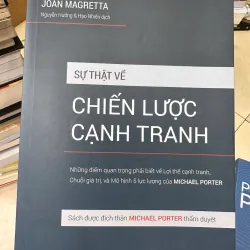 JOAN MAGRETTA
Nguyễn Hưởng & Hạo Nhiên dịch
SỰ THẬT VỀ
CHIẾN LƯỢC
CẠNH TRANH
Những điểm quan trọng phải biết về Lợi thế cạnh tranh,
Chuỗi giá trị, và Mô hình 5 lực lượng của MICHAEL PORTER
Sách được đích thân MICHAEL PORTER thẩm duyệt